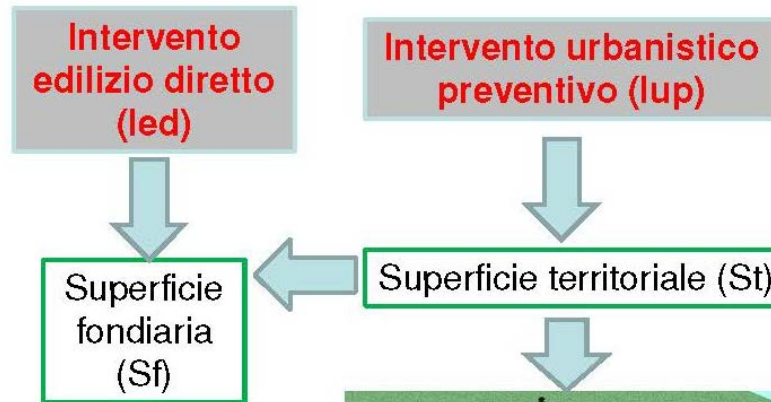 Intervento
edilizio diretto
(Ied)
Intervento urbanistico
preventivo (Iup)
Superficie
fondiaria
(Sf)
Superficie territoriale (St)